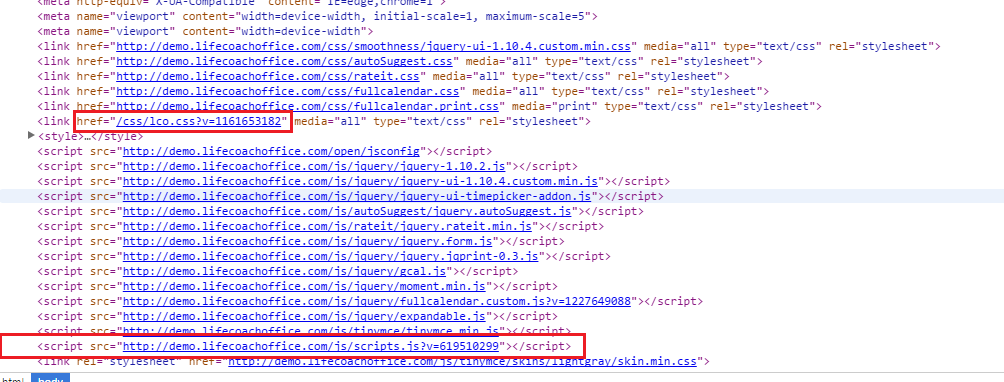 <meta http-equiv="X-UA-Compatible" content="IE=edge,chrome=1">
<meta name="viewport" content="width=device-width, initial-scale=1, maximum-scale=5">
<meta name="viewport" content="width=device-width">
<link href="http://demo.lifecoachoffice.com/css/smoothness/jquery-ui-1.10.4.custom.min.css" media="all" type="text/css" rel="stylesheet">
<link href="http://demo.lifecoachoffice.com/css/autoSuggest.css" media="all" type="text/css" rel="stylesheet">
<link href="http://demo.lifecoachoffice.com/css/rateit.css" media="all" type="text/css" rel="stylesheet">
<link href="http://demo.lifecoachoffice.com/css/fullcalendar.css" media="all" type="text/css" rel="stylesheet">
<link href="http://demo.lifecoachoffice.com/css/fullcalendar.print.css" media="print" type="text/css" rel="stylesheet">
<link href="/css/lco.css?v=1161653182" media="all" type="text/css" rel="stylesheet">
<style>…</style>
<script src="http://demo.lifecoachoffice.com/open/jsconfig"></script>
<script src="http://demo.lifecoachoffice.com/js/jquery/jquery-1.10.2.js"></script>
<script src="http://demo.lifecoachoffice.com/js/jquery/jquery-ui-1.10.4.custom.min.js"></script>
<script src="http://demo.lifecoachoffice.com/js/jquery/jquery-ui-timepicker-addon.js"></script>
<script src="http://demo.lifecoachoffice.com/js/autoSuggest/jquery.autoSuggest.js"></script>
<script src="http://demo.lifecoachoffice.com/js/rateit/jquery.rateit.min.js"></script>
<script src="http://demo.lifecoachoffice.com/js/jquery/jquery.form.js"></script>
<script src="http://demo.lifecoachoffice.com/js/jquery/jquery.jqprint-0.3.js"></script>
<script src="http://demo.lifecoachoffice.com/js/jquery/gcal.js"></script>
<script src="http://demo.lifecoachoffice.com/js/jquery/moment.min.js"></script>
<script src="http://demo.lifecoachoffice.com/js/jquery/fullcalendar.custom.js?v=1227649088"></script>
<script src="http://demo.lifecoachoffice.com/js/jquery/expandable.js"></script>
<script src="http://demo.lifecoachoffice.com/js/tinymce/tinymce.min.js"></script>
<script src="http://demo.lifecoachoffice.com/js/scripts.js?v=619510299"></script>
<link rel="stylesheet" href="http://demo.lifecoachoffice.com/js/tinymce/skins/lightgray/skin.min.css">
html body